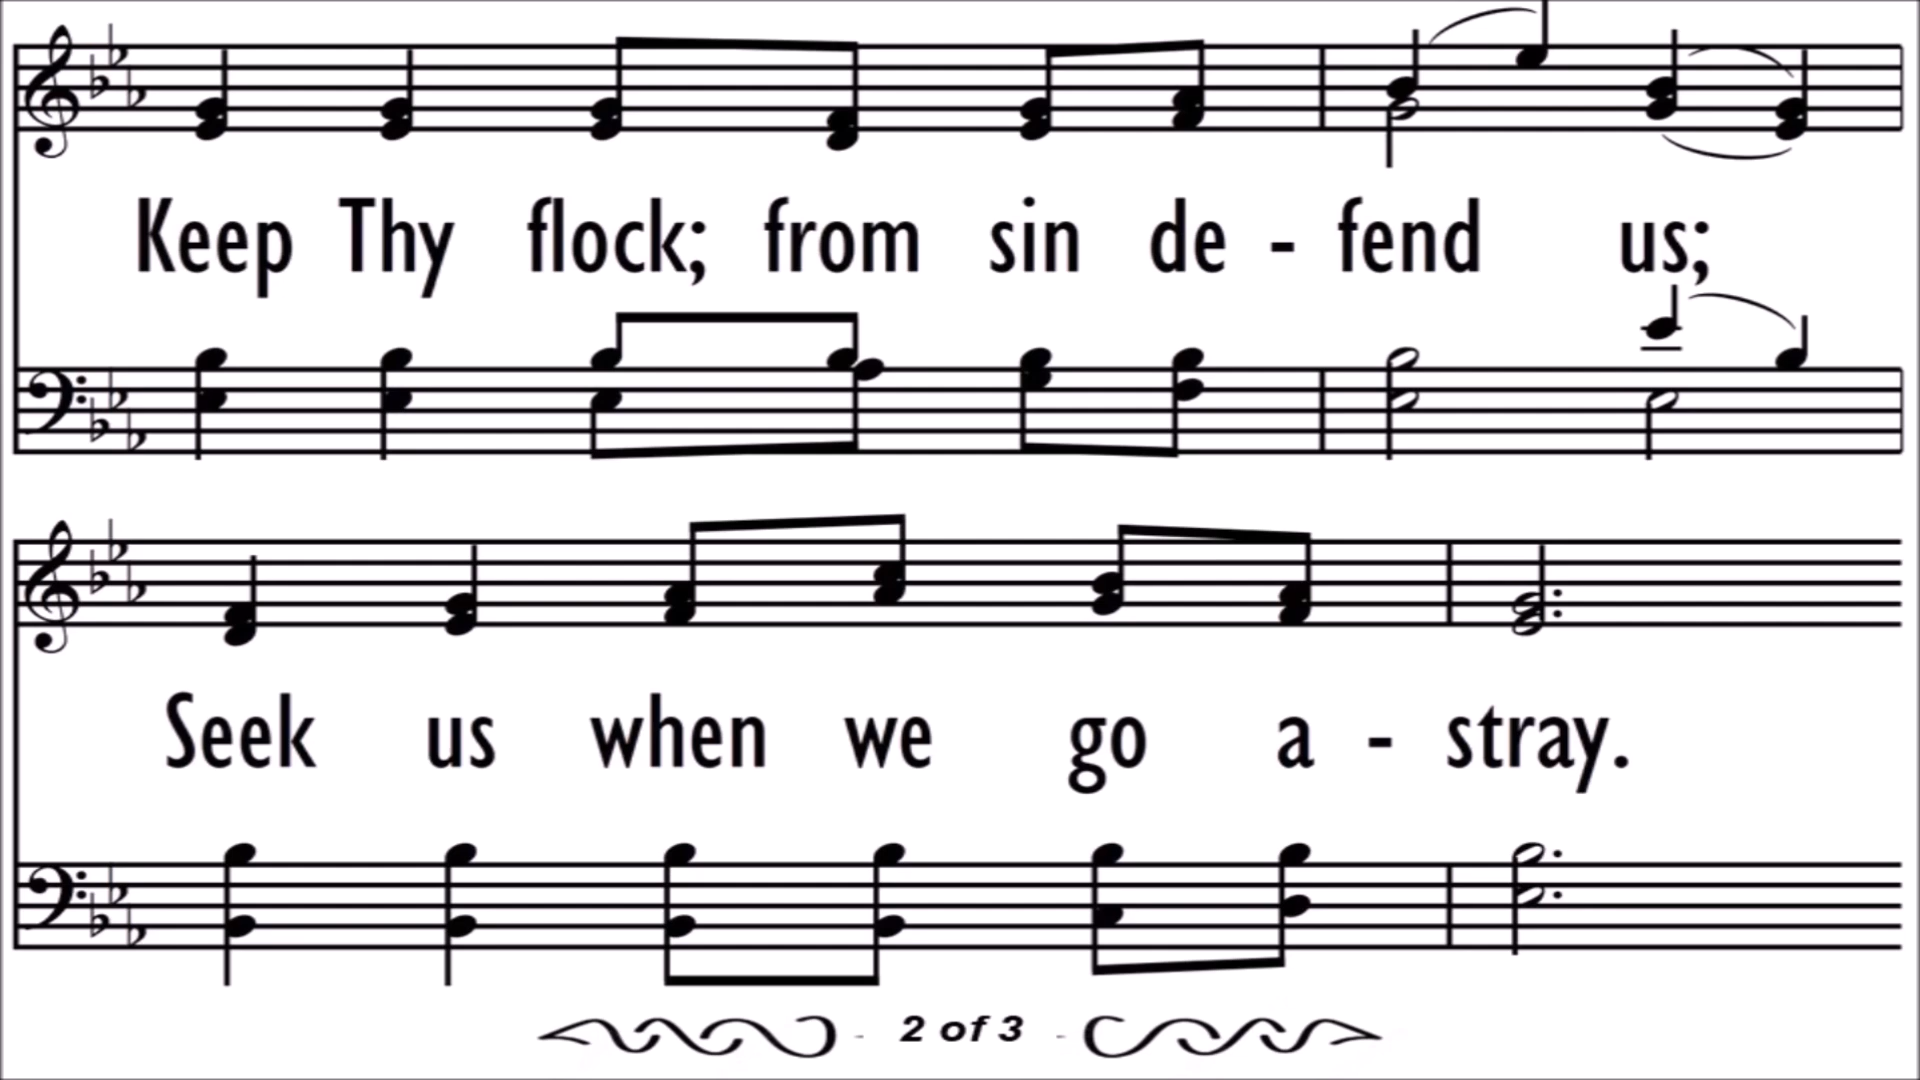 Keep Thy flock; from sin de - fend us;
Seek us when we go a - stray.
2 of 3